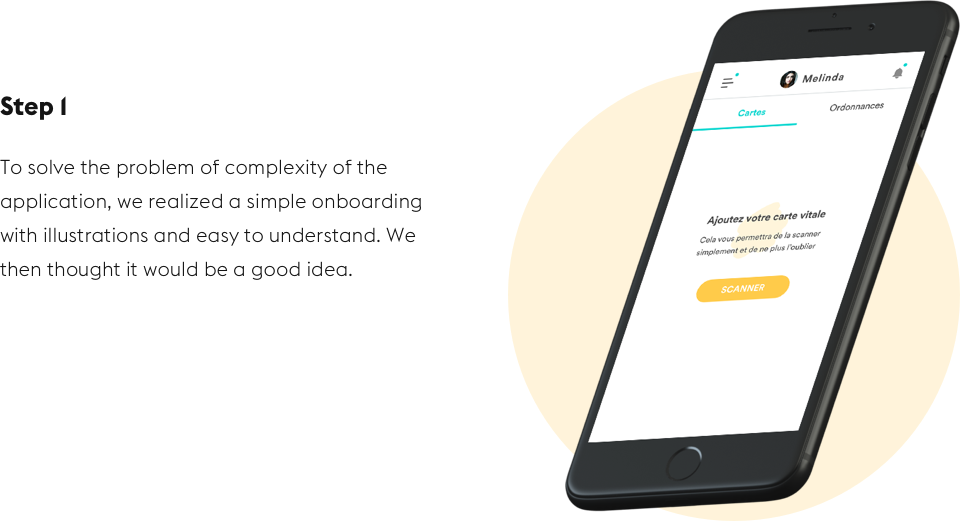 Step 1
To solve the problem of complexity of the
application, we realized a simple onboarding
with illustrations and easy to understand. We
then thought it would be a good idea.
Melinda
Cartes
Ordonnances
1
Ajoutez votre carte vitale
Cela vous permettra de la scanner
simplement et de ne plus l'oublier
SCANNER